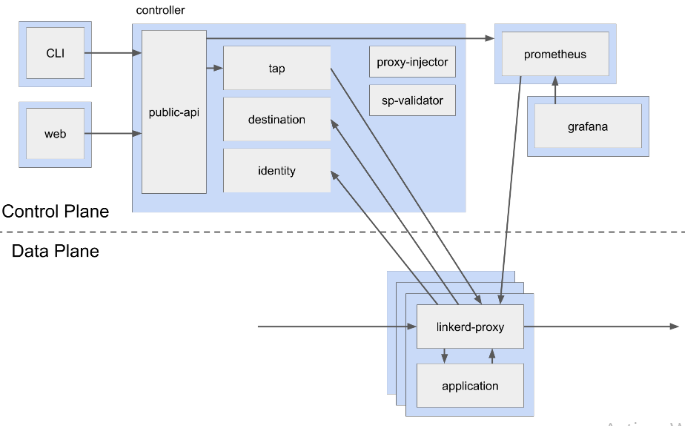 controller
CLI
web
public-api
tap
destination
identity
proxy-injector
sp-validator
prometheus
grafana
Control Plane
Data Plane
linkerd-proxy
application